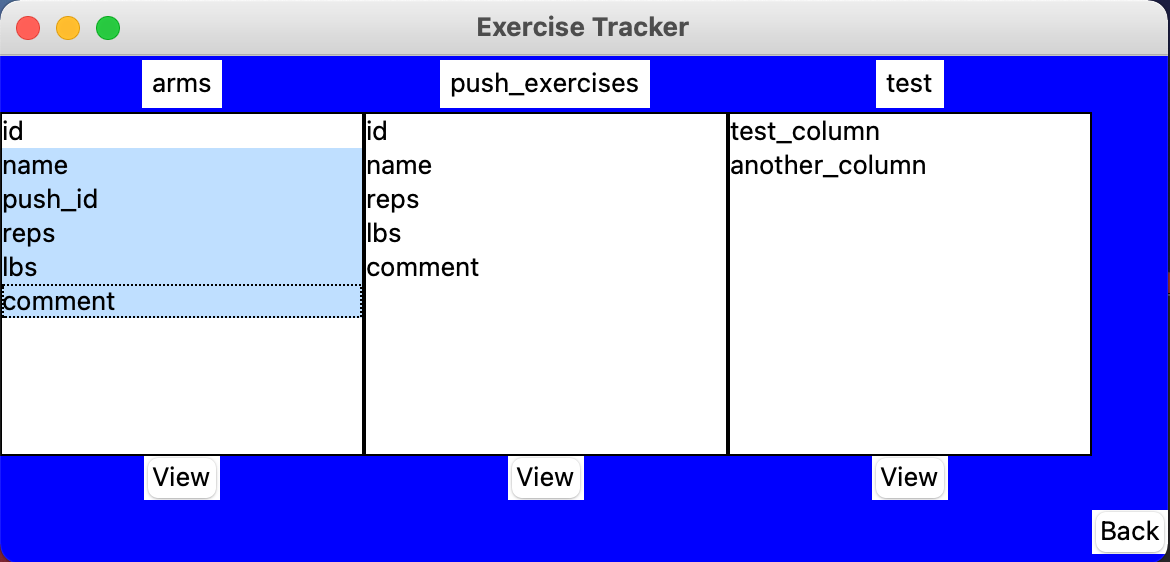 Exercise Tracker
arms
push_exercises
test
id
name
push_id
reps
lbs
comment
id
name
reps
lbs
comment
test_column
another_column
View
View
View
Back